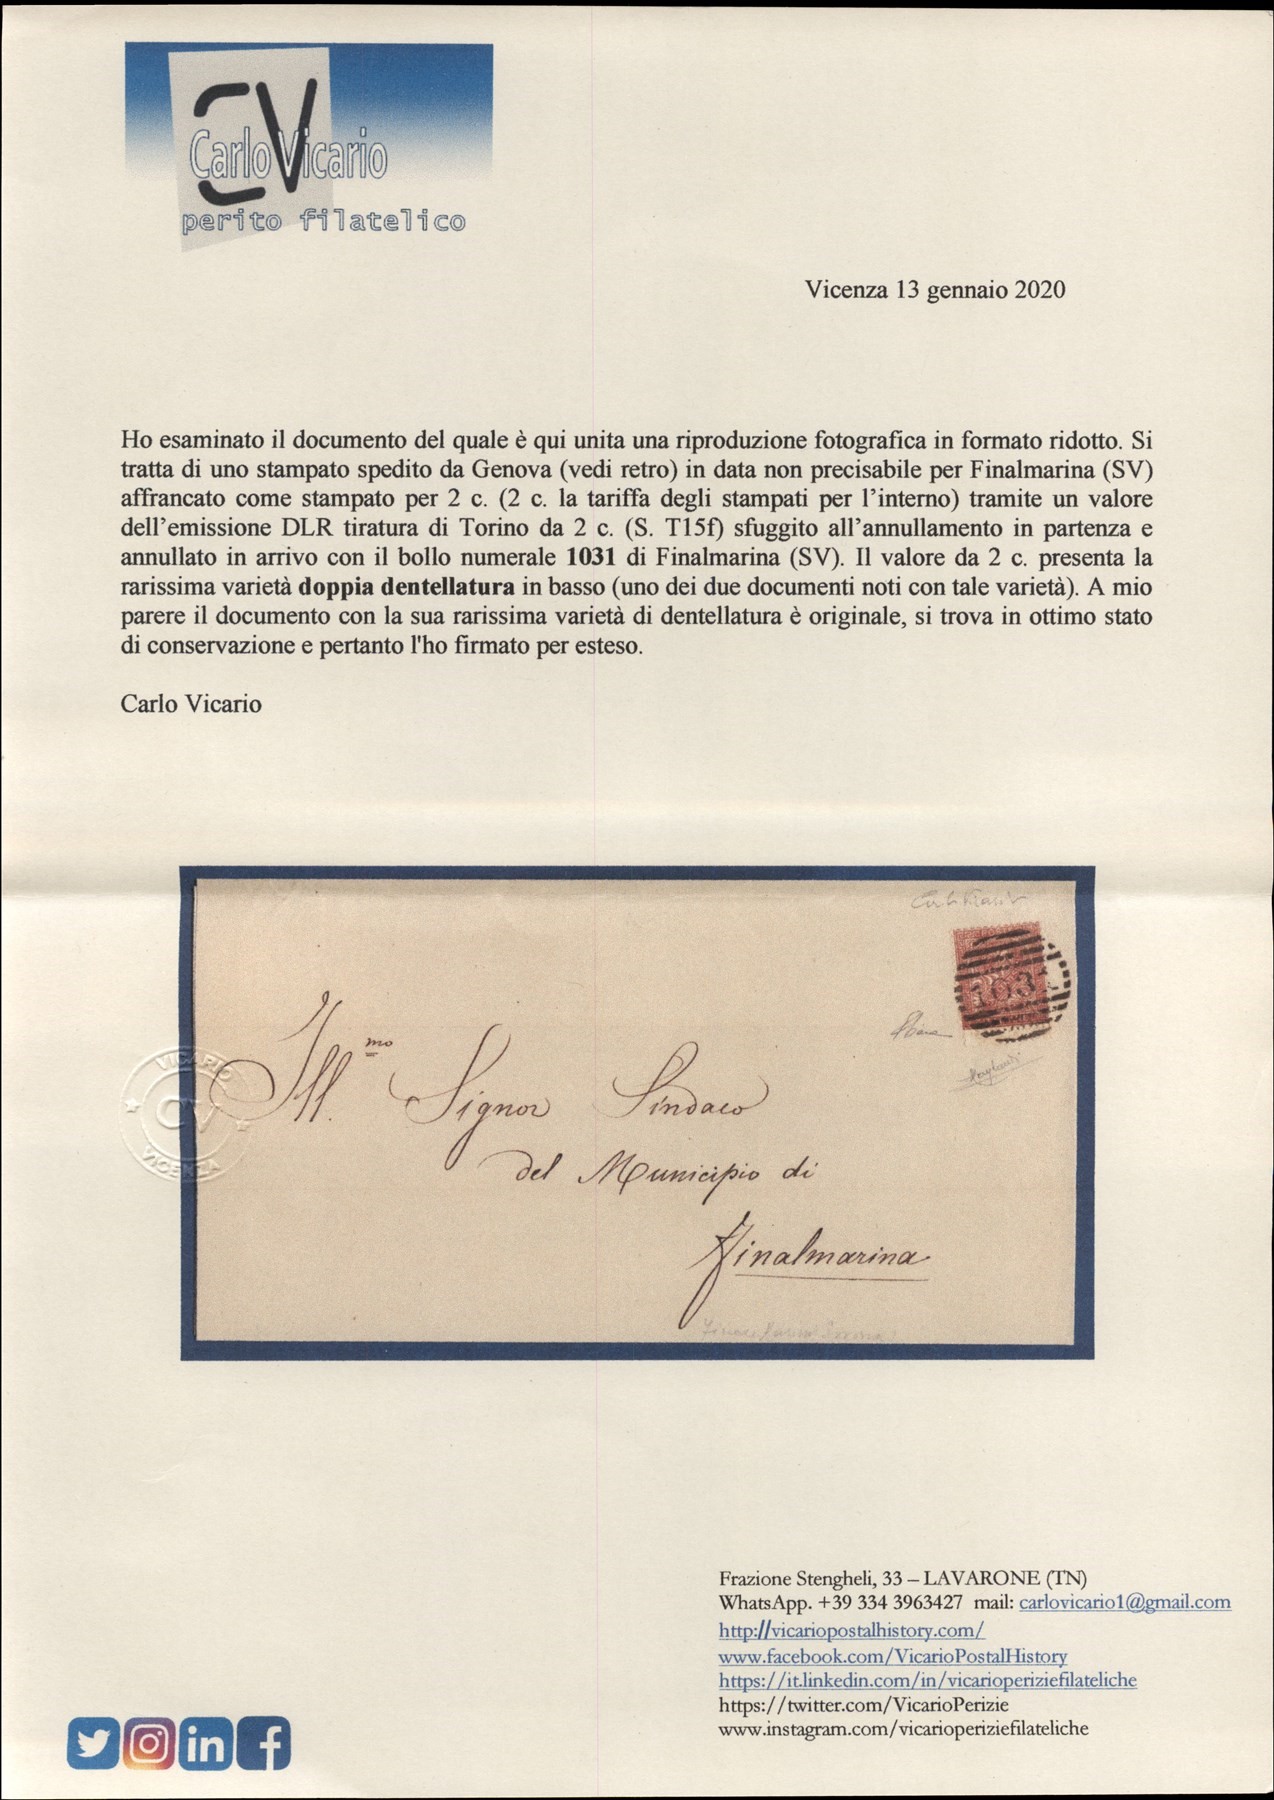 CV
Carlo Vicario
perito filatelico
Vicenza 13 gennaio 2020
Ho esaminato il documento del quale è qui unita una riproduzione fotografica in formato ridotto. Si
tratta di uno stampato spedito da Genova (vedi retro) in data non precisabile per Finalmarina (SV)
affrancato come stampato per 2 c. (2 c. la tariffa degli stampati per l'interno) tramite un valore
dell'emissione DLR tiratura di Torino da 2 c. (S. T15f) sfuggito all'annullamento in partenza e
annullato in arrivo con il bollo numerale 1031 di Finalmarina (SV). Il valore da 2 c. presenta la
rarissima varietà doppia dentellatura in basso (uno dei due documenti noti con tale varietà). A mio
parere il documento con la sua rarissima varietà di dentellatura è originale, si trova in ottimo stato
di conservazione e pertanto l'ho firmato per esteso.
Carlo Vicario
1031
Ill.mo Signor Sindaco
del Municipio di
Finalmarina
VICARIO
CV
VICENZA
Frazione Stengheli, 33 – LAVARONE (TN)
WhatsApp. +39 334 3963427 mail: carlovicario1@gmail.com
http://vicariopostalhistory.com/
www.facebook.com/VicarioPostalHistory
https://it.linkedin.com/in/vicarioperiziefilateliche
https://twitter.com/VicarioPerizie
www.instagram.com/vicarioperiziefilateliche